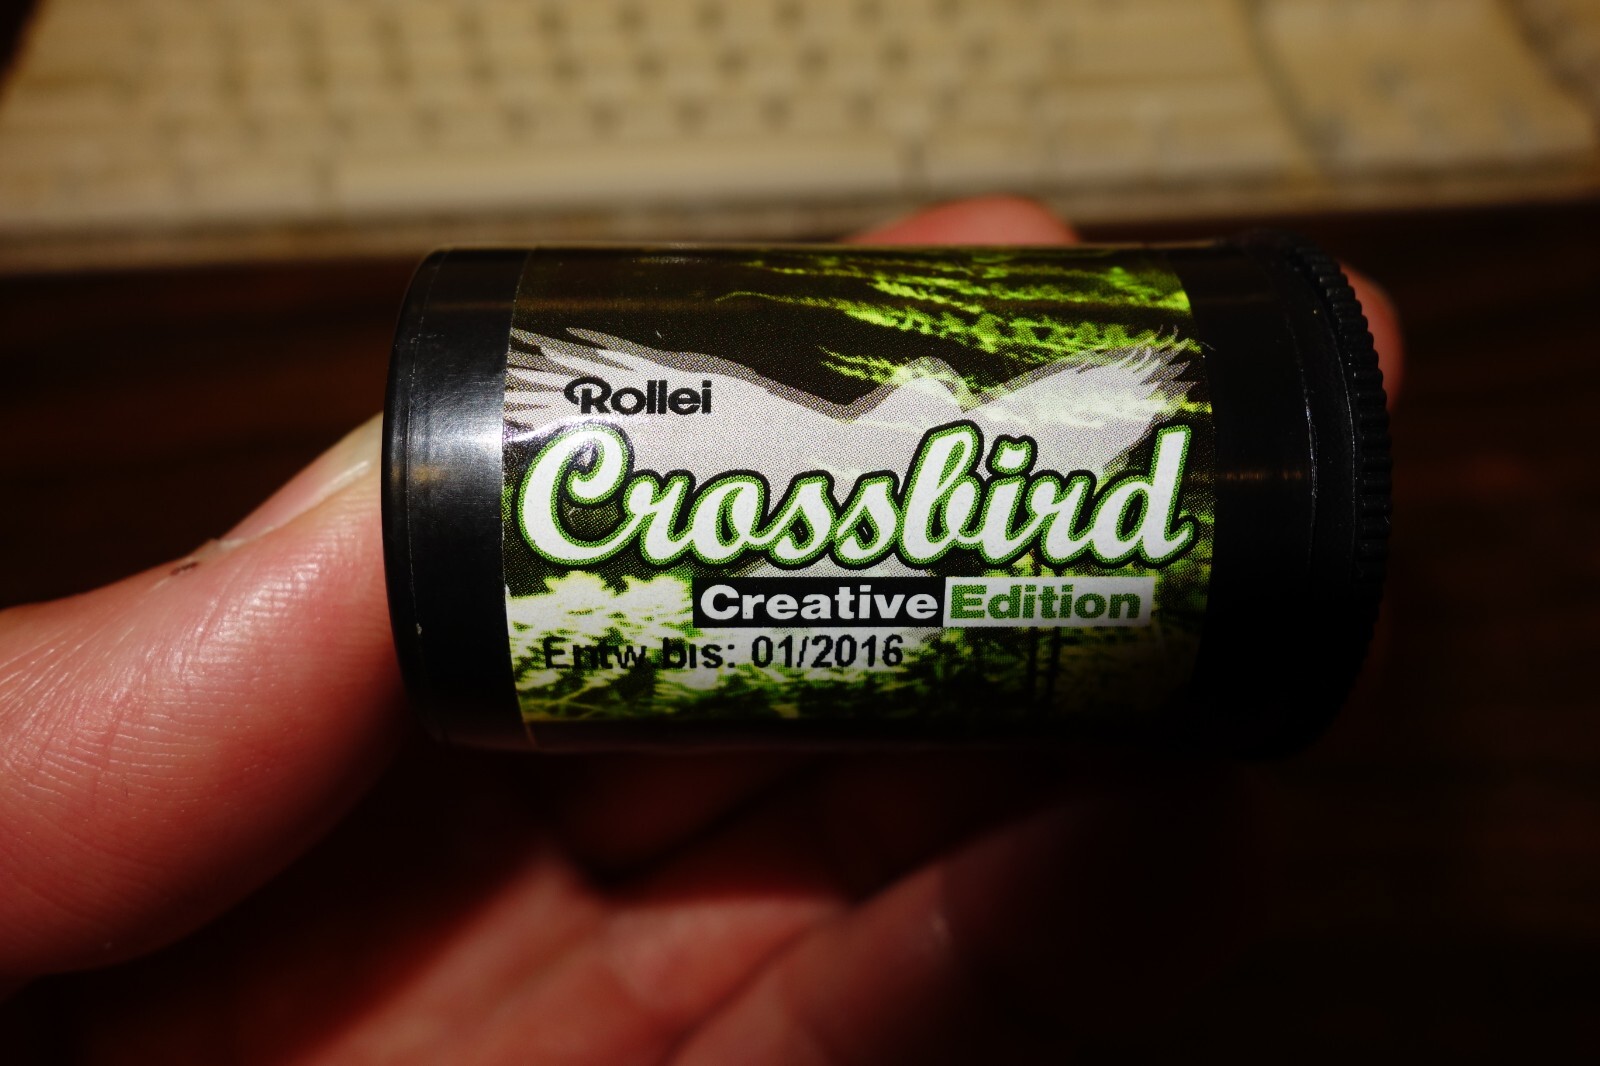 Rollei
Crossbird
Creative Edition
Entw. bis: 01/2016